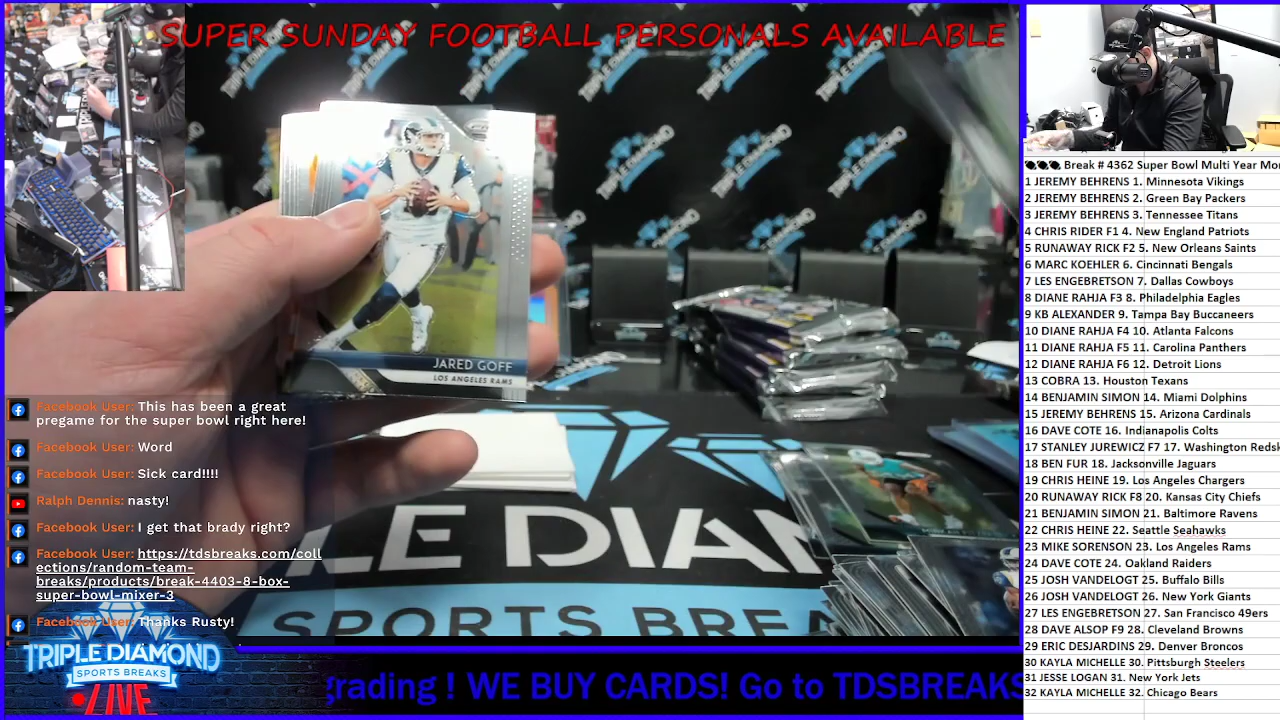 SUPER SUNDAY FOOTBALL PERSONALS AVAILABLE
JARED GOFF
LOS ANGELES RAMS
Facebook User: This has been a great
pregame for the super bowl right here!
Facebook User: Word
Facebook User: Sick card!!!!
Ralph Dennis: nasty!
Facebook User: I get that brady right?
Facebook User: https://tdsbreaks.com/coll
ections/random-team-
breaks/products/break-4403-8-box-
super-bowl-mixer-3
Facebook User: Thanks Rusty!
TRIPLE DIAMOND
SPORTS BREAKS
LIVE
LE DIAM
SPORTS BREA
grading ! WE BUY CARDS! Go to TDSBREAKS
Break # 4362 Super Bowl Multi Year Mo
1 JEREMY BEHRENS 1. Minnesota Vikings
2 JEREMY BEHRENS 2. Green Bay Packers
3 JEREMY BEHRENS 3. Tennesee Titans
4 CHRIS RIDER F1 4. New England Patriots
5 RUNAWAY RICK F2 5. New Orleans Saints
6 MARC KOEHLER 6. Cincinnati Bengals
7 LES ENGEBRETSON 7. Dallas Cowboys
8 DIANE RAHJA F3 8. Philadelphia Eagles
9 KB ALEXANDER 9. Tampa Bay Buccaneers
10 DIANE RAHJA F4 10. Atlanta Falcons
11 DIANE RAHJA F5 11. Carolina Panthers
12 DIANE RAHJA F6 12. Detroit Lions
13 COBRA 13. Houston Texans
14 BENJAMIN SIMON 14. Miami Dolphins
15 JEREMY BEHRENS 15. Arizona Cardinals
16 DAVE COTE 16. Indianapolis Colts
17 STANLEY JUREWICZ F7 17. Washington Redsk
18 BEN FUR 18. Jacksonville Jaguars
19 CHRIS HEINE 19. Los Angeles Chargers
20 RUNAWAY RICK F8 20. Kansas City Chiefs
21 BENJAMIN SIMON 21. Baltimore Ravens
22 CHRIS HEINE 22. Seattle Seahawks
23 MIKE SORENSON 23. Los Angeles Rams
24 DAVE COTE 24. Oakland Raiders
25 JOSH VANDELOGT 25. Buffalo Bills
26 JOSH VANDELOGT 26. New York Giants
27 LES ENGEBRETSON 27. San Francisco 49ers
28 DAVE ALSOP F9 28. Cleveland Browns
29 BEN FUR 29. Denver Broncos
30 KAYLA MICHELLE 30. Pittsburgh Steelers
31 JESSE LOGAN 31. New York Jets
32 KAYLA MICHELLE 32. Chicago Bears